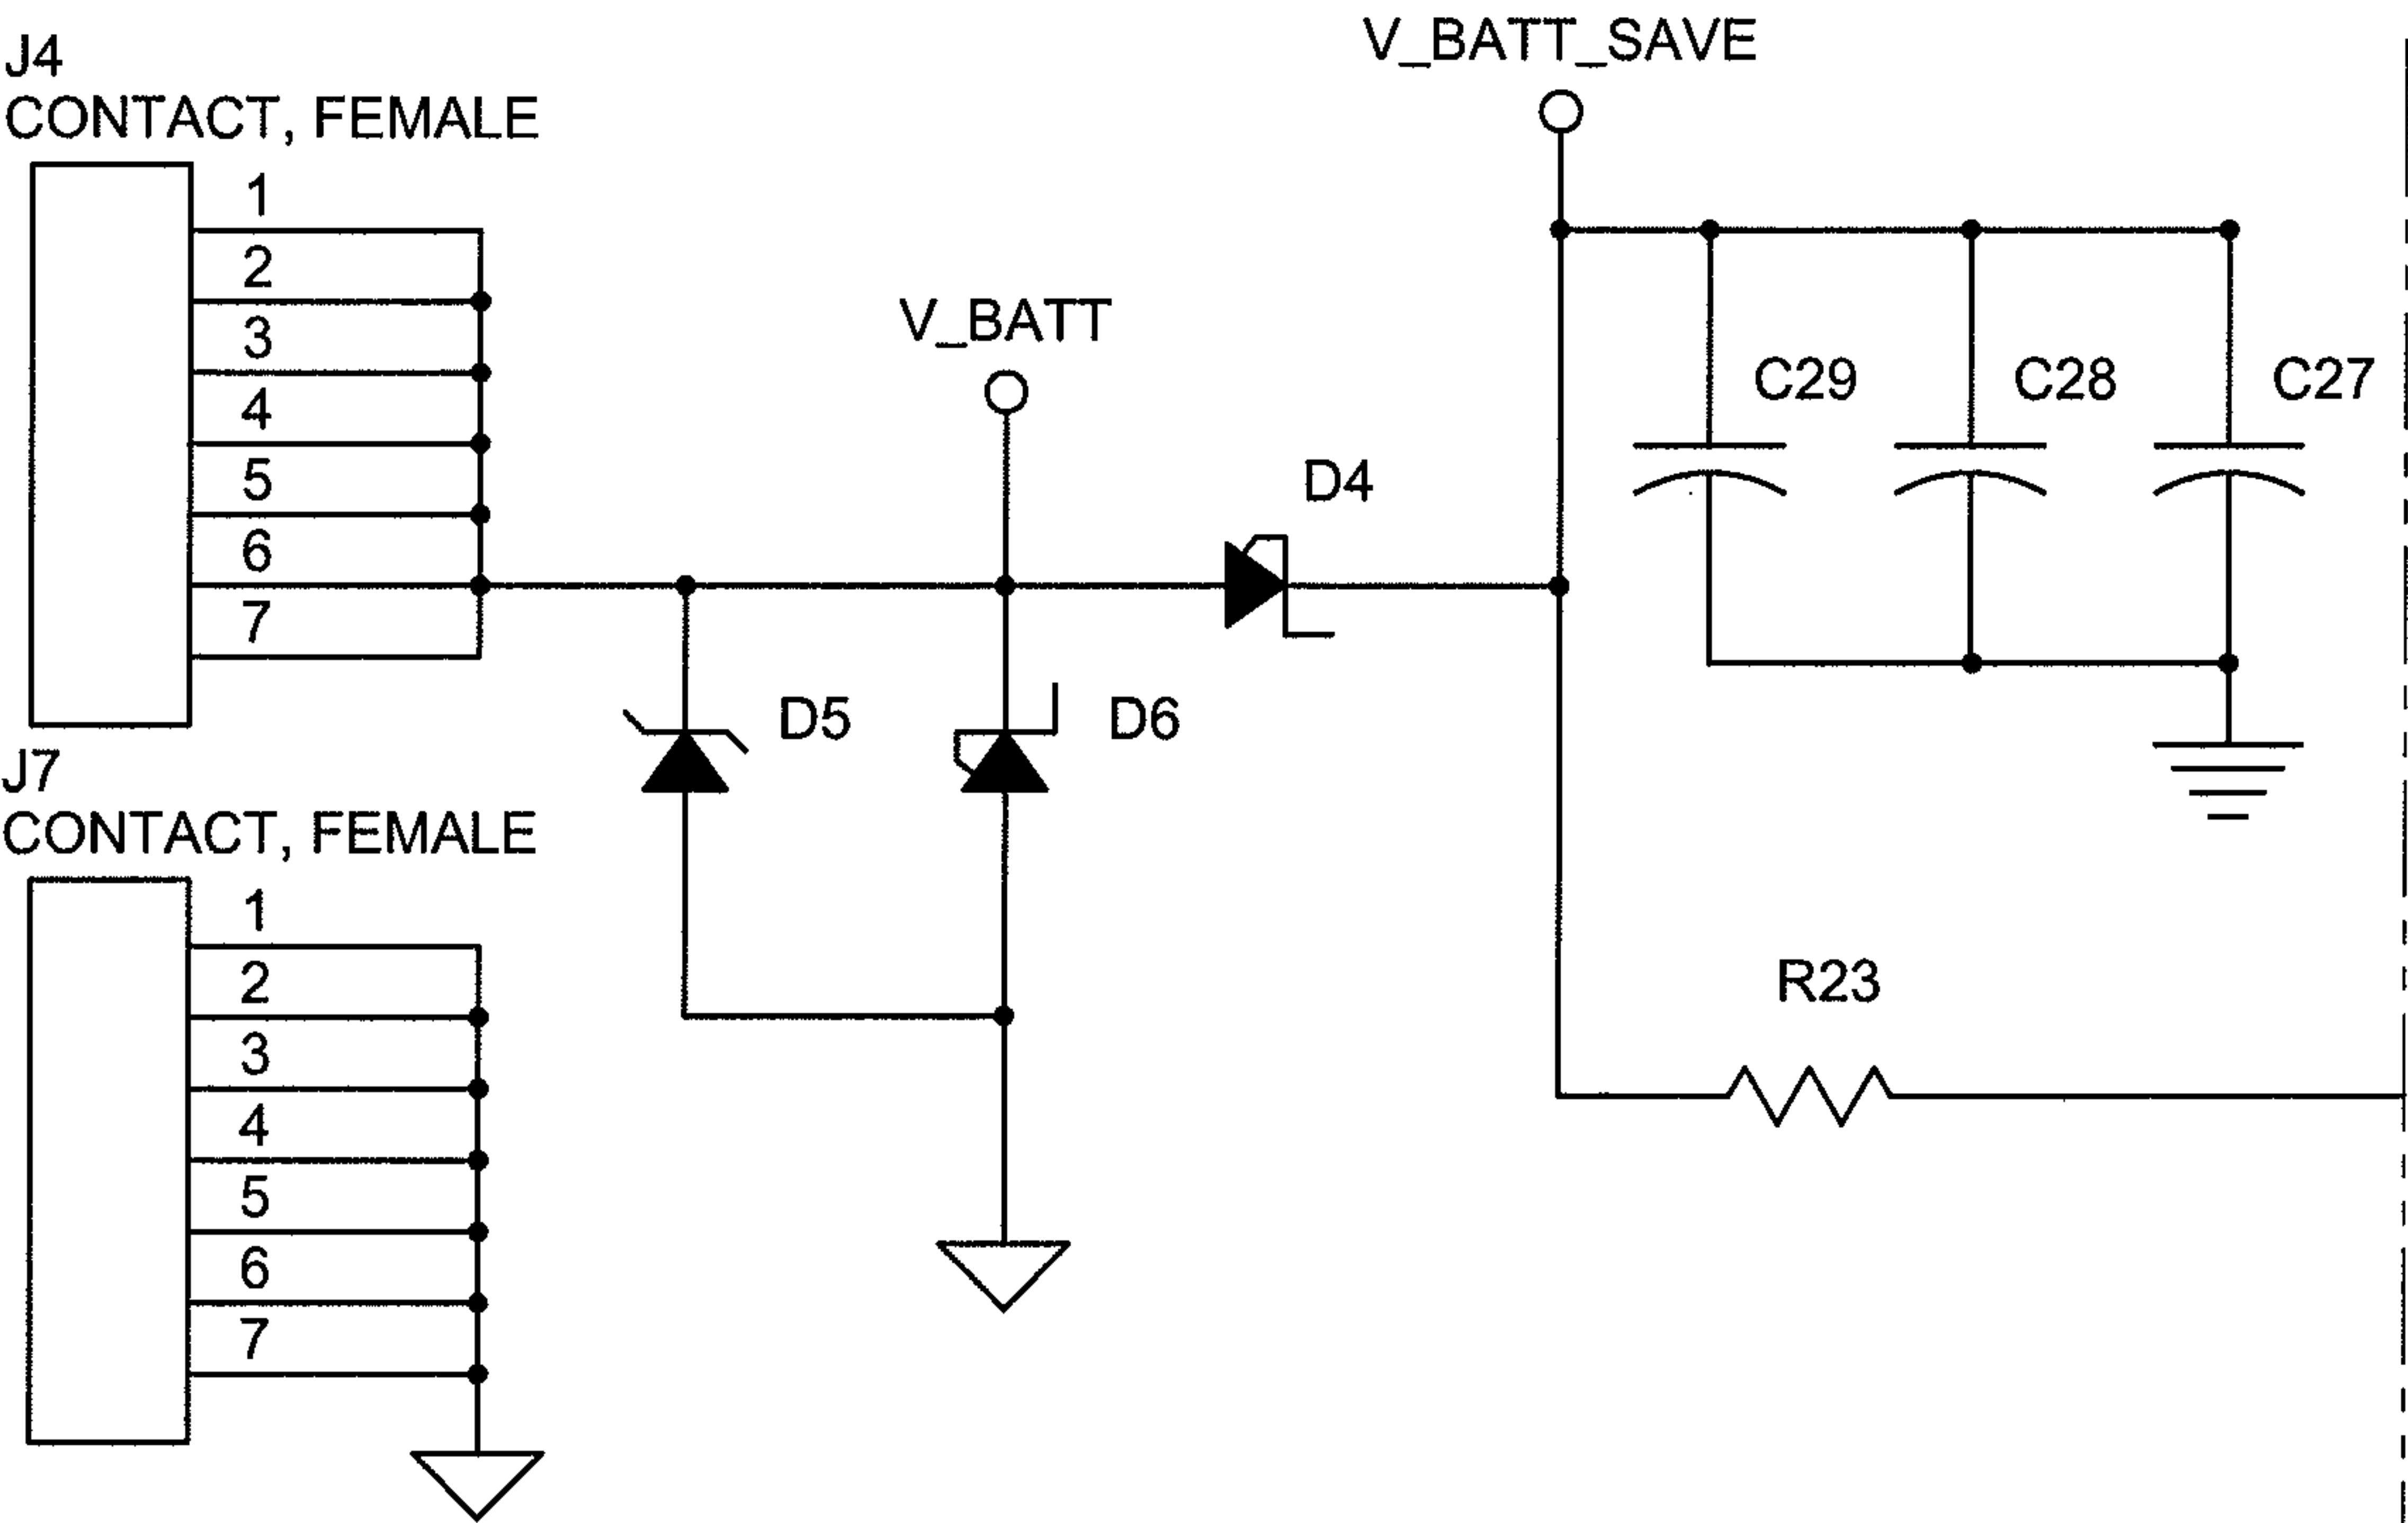 J4
CONTACT, FEMALE
1
2
3
4
5
6
7
J7
CONTACT, FEMALE
1
2
3
4
5
6
7
V_BATT
D5
D6
D4
V_BATT_SAVE
C29
C28
C27
R23